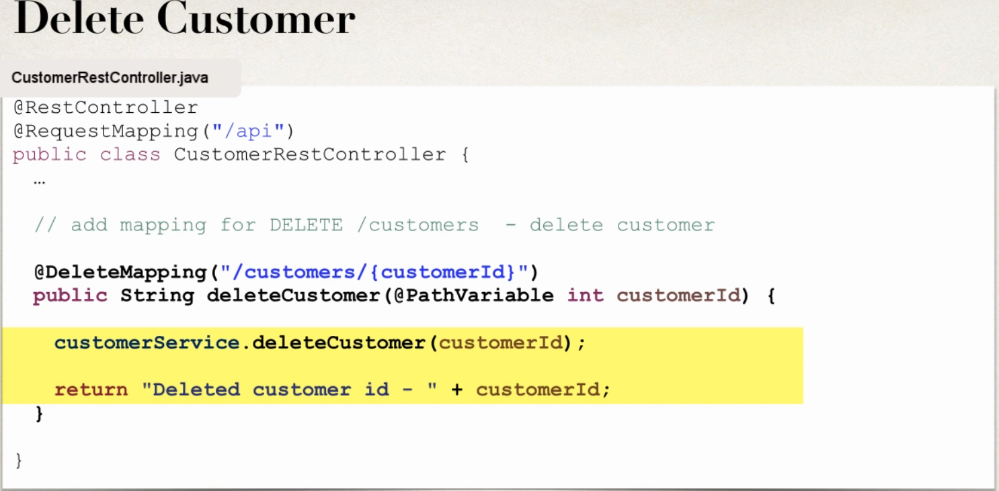 Delete Customer
CustomerRestController.java
@RestController
@RequestMapping("/api")
public class CustomerRestController {
…
// add mapping for DELETE /customers  - delete customer
@DeleteMapping("/customers/{customerId}")
public String deleteCustomer(@PathVariable int customerId) {
customerService.deleteCustomer(customerId);
return "Deleted customer id - " + customerId;
}
}